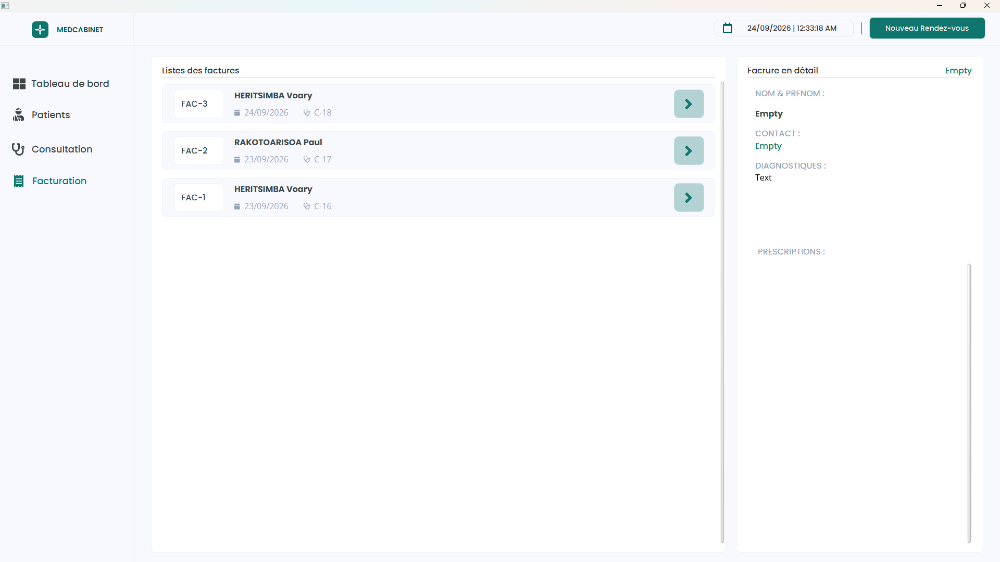 MEDCABINET
24/09/2026 | 12:33:18 AM
Nouveau Rendez-vous
Tableau de bord
Patients
Consultation
Facturation
Listes des factures
FAC-3
HERITSIMBA Voary
24/09/2026
C-18
FAC-2
RAKOTOARISOA Paul
23/09/2026
C-17
FAC-1
HERITSIMBA Voary
23/09/2026
C-16
Facrure en détail
Empty
NOM & PRENOM :
Empty
CONTACT :
Empty
DIAGNOSTIQUES :
Text
PRESCRIPTIONS :